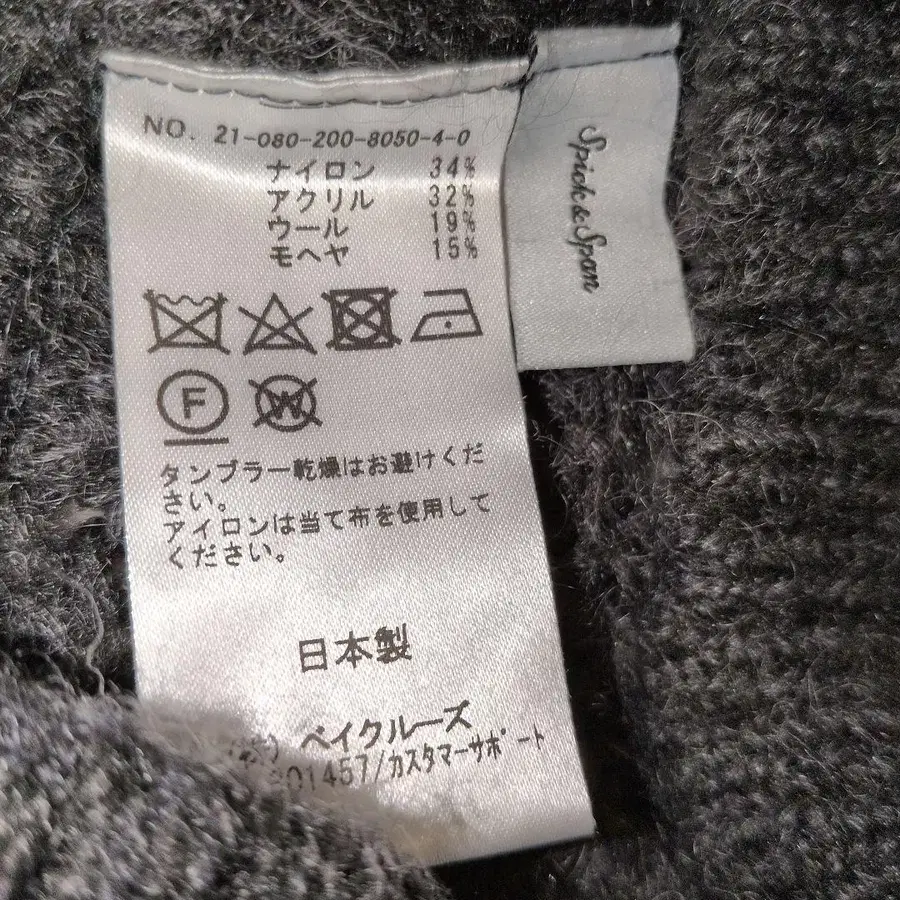 NO. 21-080-200-8050-4-0
ナイロン 34%
アクリル 32%
ウール 19%
モヘヤ 15%
F
W
タンブラー乾燥はお避けくだ
さい。
アイロンは当て布を使用して
ください。
日本製
ベイクルーズ
301457/カスタマーサポート
Spick & Span